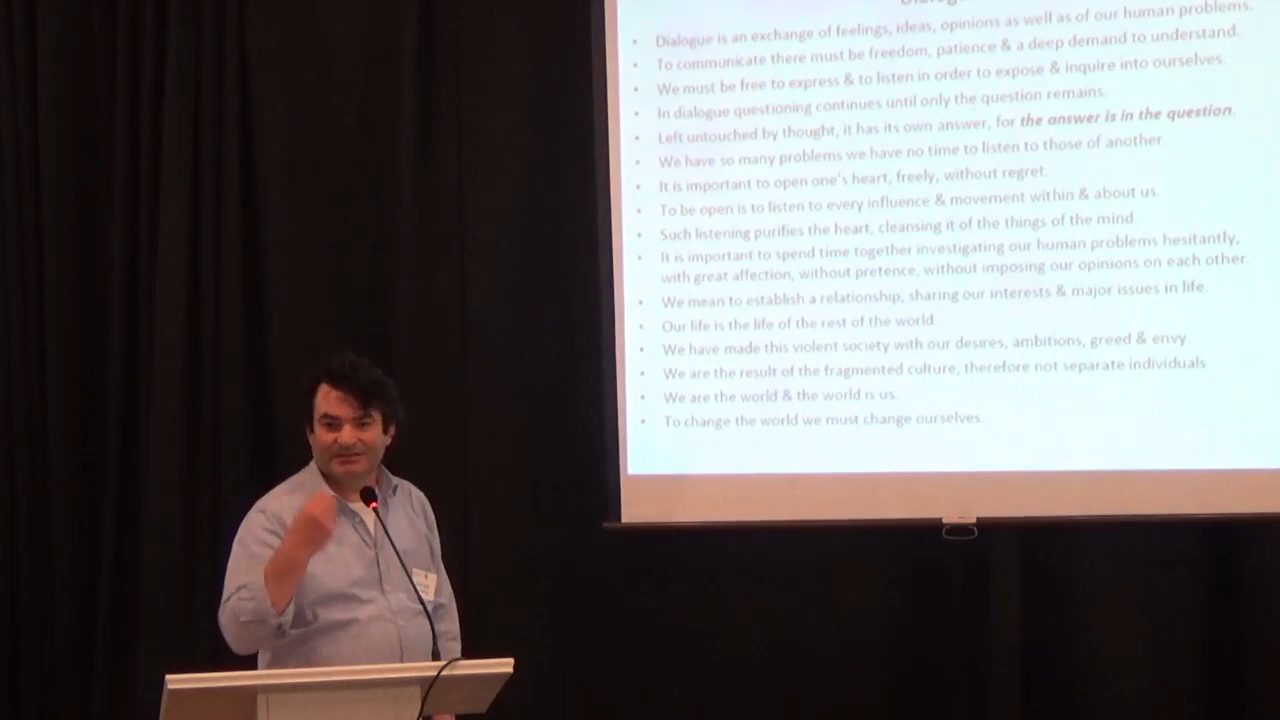 • Dialogue is an exchange of feelings, ideas, opinions as well as of our human problems.
• To communicate there must be freedom, patience & a deep demand to understand.
• We must be free to express & to listen in order to expose & inquire into ourselves.
• In dialogue questioning continues until only the question remains.
• Left untouched by thought, it has its own answer, for the answer is in the question.
• We have so many problems we have no time to listen to those of another
• It is important to open one's heart, freely, without regret.
• To be open is to listen to every influence & movement within & about us.
• Such listening purifies the heart, cleansing it of the things of the mind.
• It is important to spend time together investigating our human problems hesitantly,
with great affection, without pretence, without imposing our opinions on each other.
• We mean to establish a relationship, sharing our interests & major issues in life.
• Our life is the life of the rest of the world
• We have made this violent society with our desires, ambitions, greed & envy
• We are the result of the fragmented culture, therefore not separate individuals
• We are the world & the world is us.
• To change the world we must change ourselves